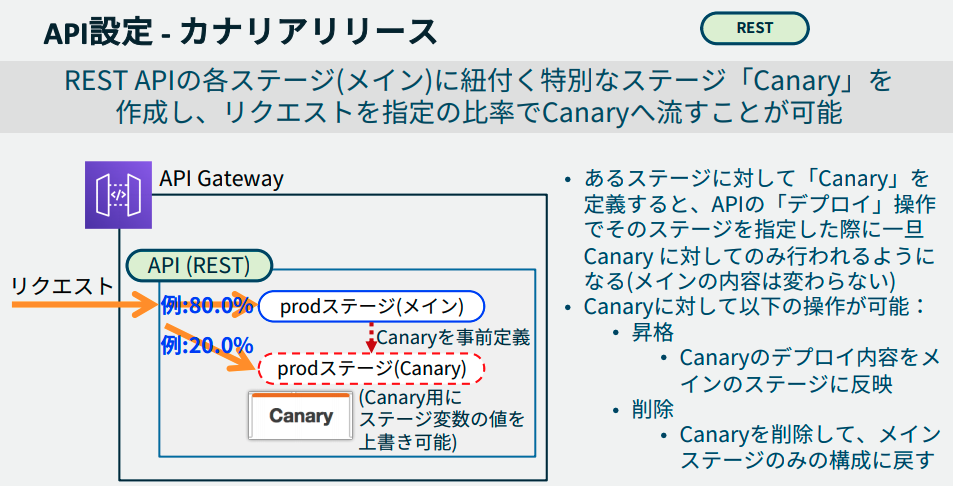 API設定 - カナリアリリース
REST
REST APIの各ステージ(メイン)に紐付く特別なステージ「Canary」を
作成し、リクエストを指定の比率でCanaryへ流すことが可能
API Gateway
API (REST)
リクエスト
例:80.0%
prodステージ(メイン)
Canaryを事前定義
例:20.0%
prodステージ(Canary)
Canary
(Canary用に
ステージ変数の値を
上書き可能)
• あるステージに対して「Canary」を
定義すると、APIの「デプロイ」操作
でそのステージを指定した際に一旦
Canary に対してのみ行われるように
なる(メインの内容は変わらない)
• Canaryに対して以下の操作が可能：
• 昇格
• Canaryのデプロイ内容をメ
インのステージに反映
• 削除
• Canaryを削除して、メイン
ステージのみの構成に戻す